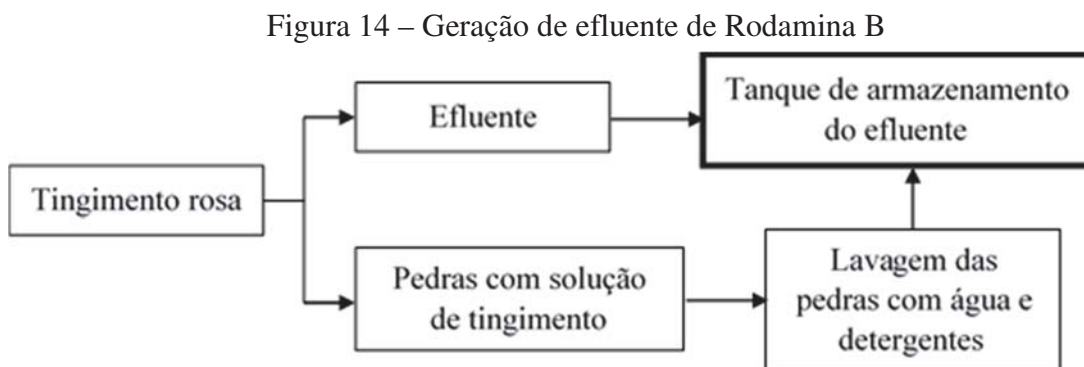 Figura 14 – Geração de efluente de Rodamina B
Efluente
Tanque de armazenamento
do efluente
Tingimento rosa
Pedras com solução
de tingimento
Lavagem das
pedras com água e
detergentes